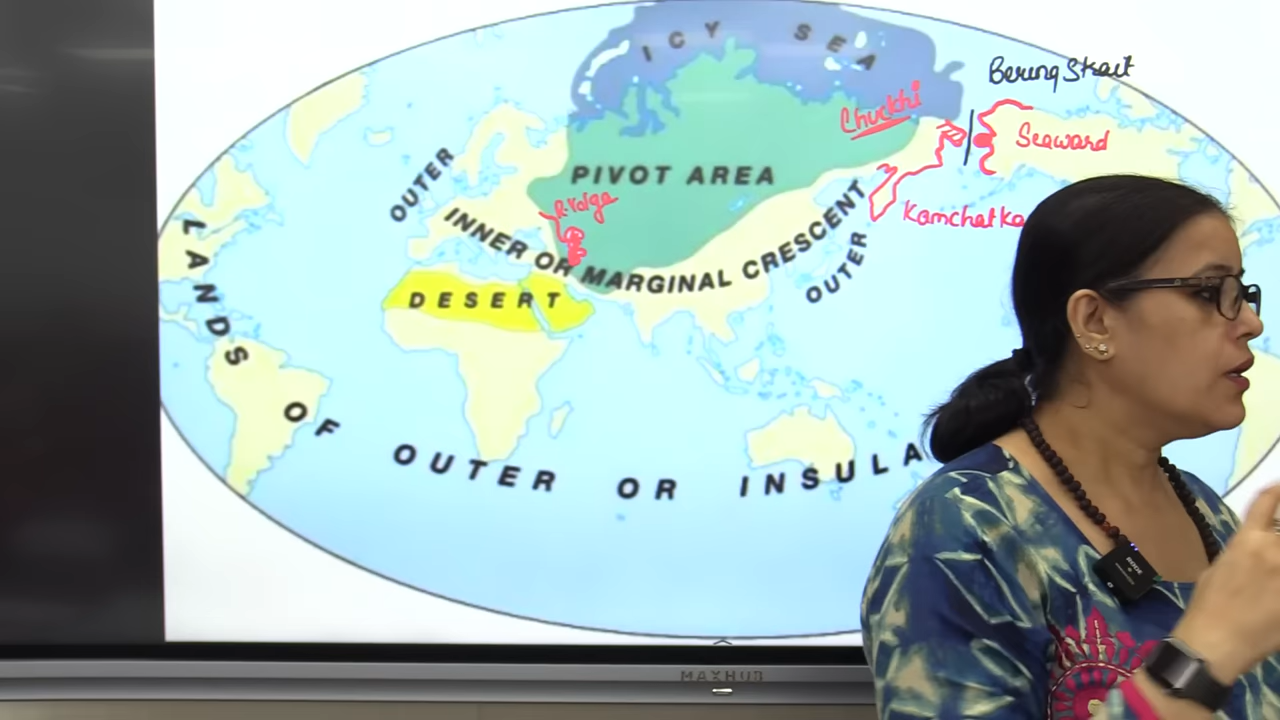 ICY SEA
Bering Strait
Chuckhi
Seaward
PIVOT AREA
OUTER
R.Volga
Kamchatka
INNER OR MARGINAL CRESCENT
OUTER
DESERT
LANDS OF OUTER OR INSULA
MAXHUB
RODE